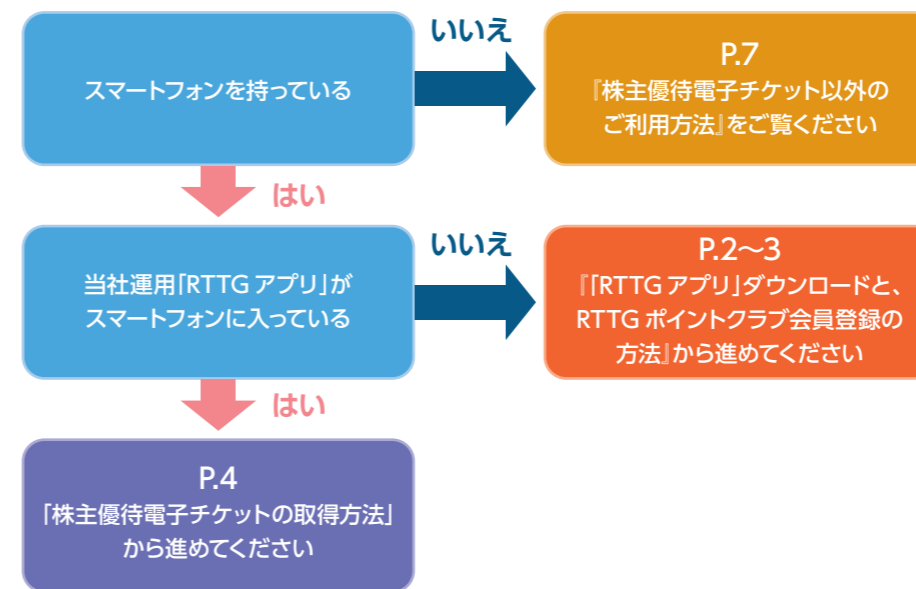 スマートフォンを持っている
いいえ
P.7
『株主優待電子チケット以外の
ご利用方法』をご覧ください
はい
当社運用「RTTG アプリ」が
スマートフォンに入っている
いいえ
P.2～3
『「RTTG アプリ」ダウンロードと、
RTTG ポイントクラブ会員登録の
方法』から進めてください
はい
P.4
「株主優待電子チケットの取得方法」
から進めてください